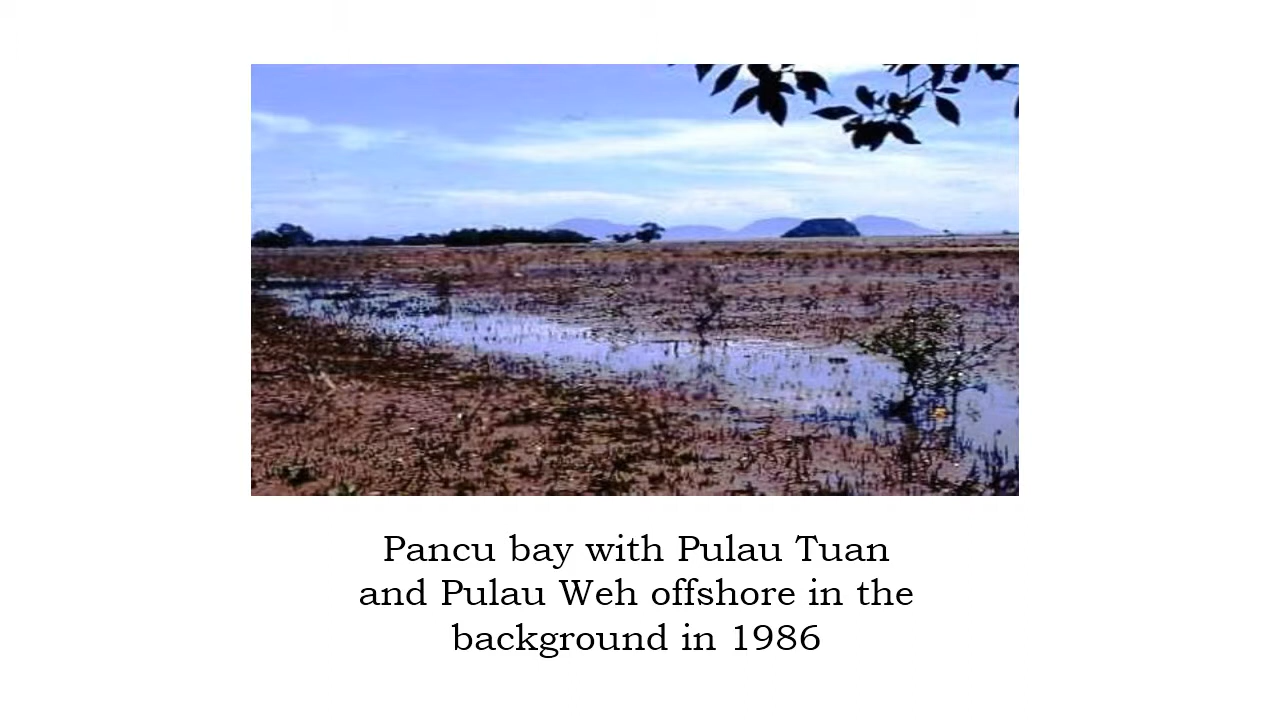 Pancu bay with Pulau Tuan
and Pulau Weh offshore in the
background in 1986